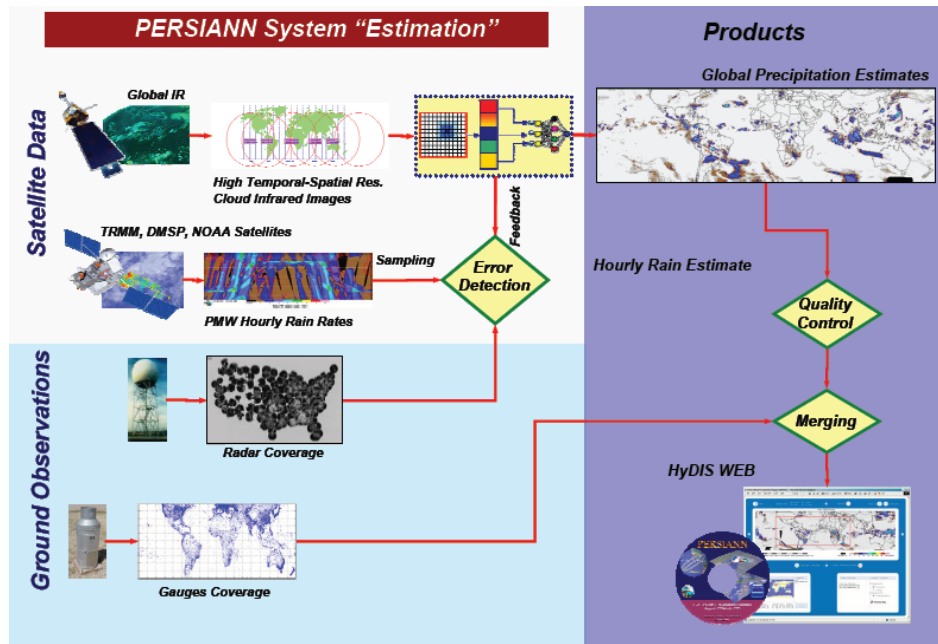 PERSIANN System “Estimation”
Products
Satellite Data
Global IR
High Temporal-Spatial Res.
Cloud Infrared Images
Global Precipitation Estimates
Feedback
TRMM, DMSP, NOAA Satellites
Sampling
Error
Detection
PMW Hourly Rain Rates
Hourly Rain Estimate
Quality
Control
Ground Observations
Radar Coverage
Merging
HyDIS WEB
Gauges Coverage
PERSIANN